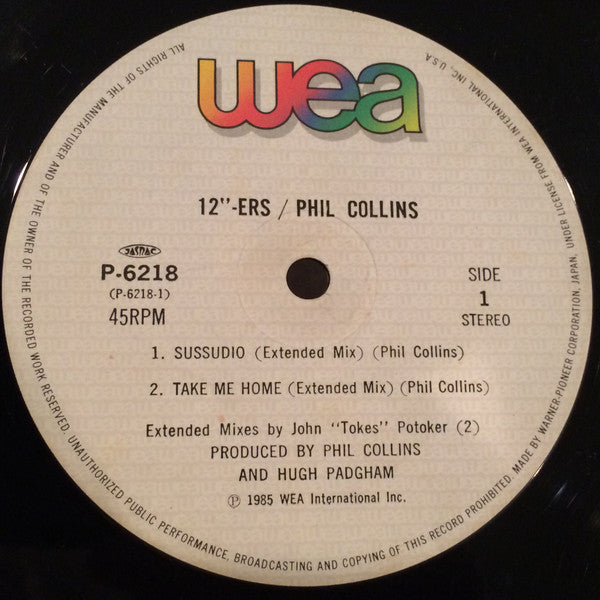 wea
12"-ERS / PHIL COLLINS
JASRAC
P-6218
(P-6218-1)
45RPM
SIDE
1
STEREO
1. SUSSUDIO (Extended Mix) (Phil Collins)
2. TAKE ME HOME (Extended Mix) (Phil Collins)
Extended Mixes by John "Tokes" Potoker (2)
PRODUCED BY PHIL COLLINS
AND HUGH PADGHAM
℗ 1985 WEA International Inc.
ALL RIGHTS OF THE MANUFACTURER AND OF THE OWNER OF THE RECORDED WORK RESERVED. UNAUTHORIZED PUBLIC PERFORMANCE, BROADCASTING AND COPYING OF THIS RECORD PROHIBITED. MADE BY WARNER-PIONEER CORPORATION, JAPAN, UNDER LICENSE FROM WEA INTERNATIONAL INC., U.S.A.